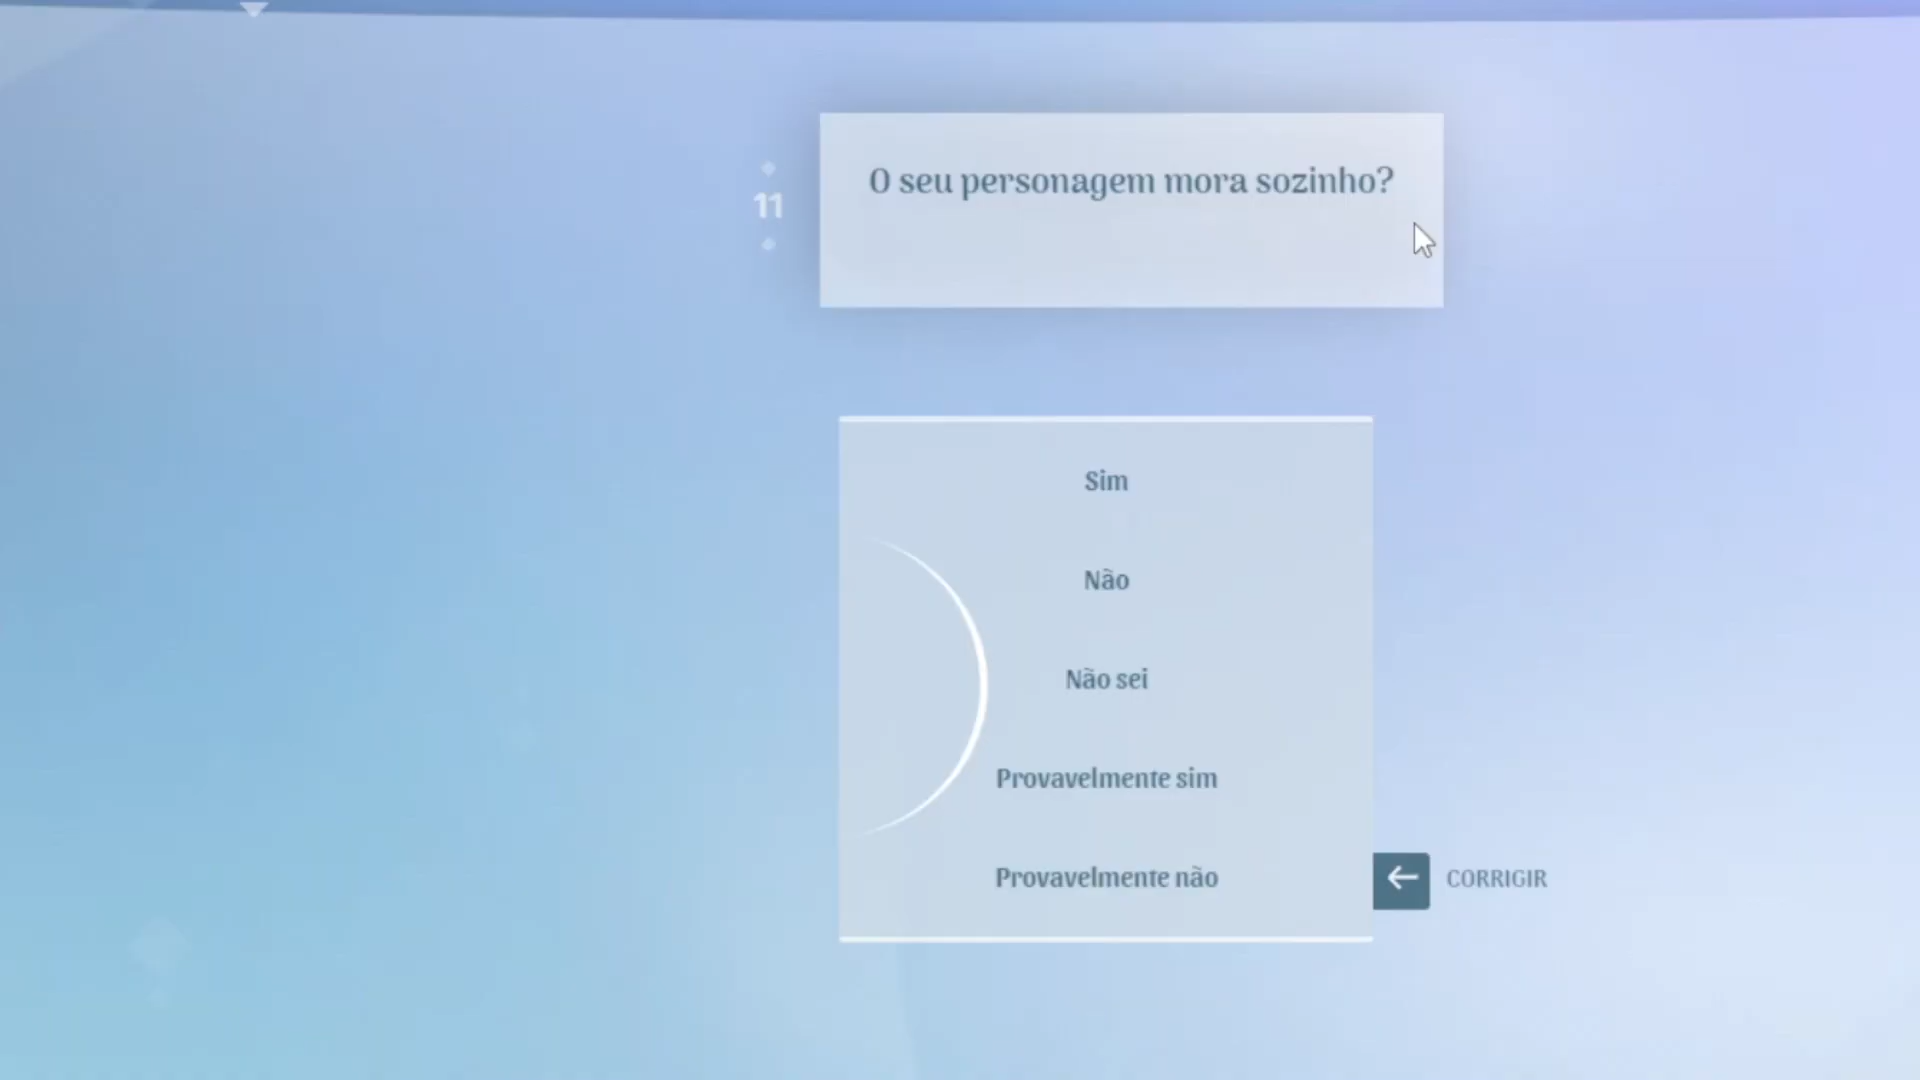 11
O seu personagem mora sozinho?
Sim
Não
Não sei
Provavelmente sim
Provavelmente não
CORRIGIR